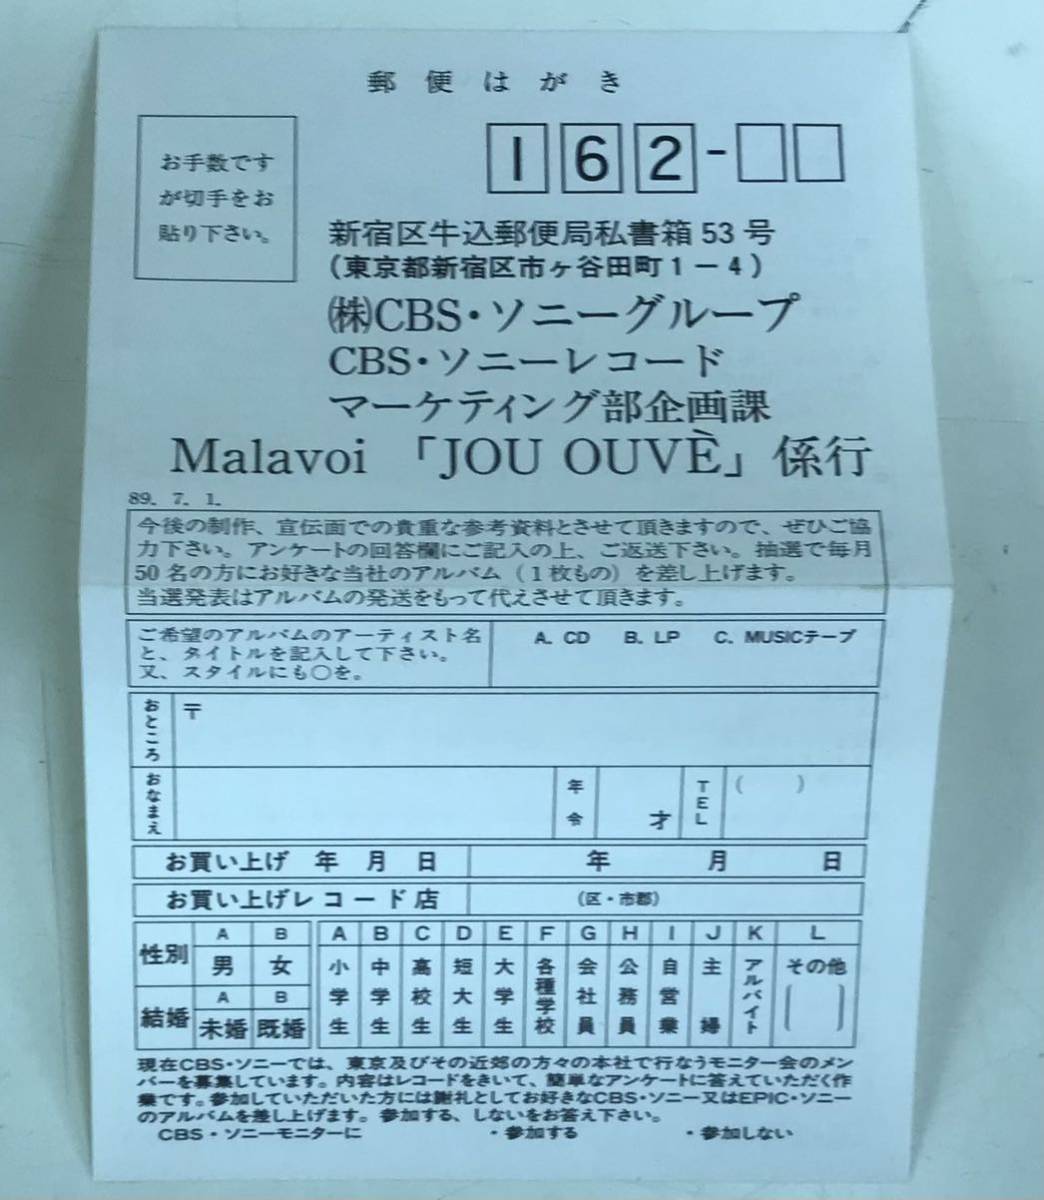 郵便はがき
お手数です
が切手をお
貼り下さい。
162-
新宿区牛込郵便局私書箱53号
(東京都新宿区市ヶ谷田町1-4)
㈱CBS・ソニーグループ
CBS・ソニーレコード
マーケティング部企画課
Malavoi 「JOU OUVÈ」係行
89. 7. 1.
今後の制作、宣伝面での貴重な参考資料とさせて頂きますので、ぜひご協
力下さい。アンケートの回答欄にご記入の上、ご返送下さい。抽選で毎月
50名の方にお好きな当社のアルバム(1枚もの)を差し上げます。
当選発表はアルバムの発送をもって代えさせて頂きます。
ご希望のアルバムのアーティスト名
と、タイトルを記入して下さい。
又、スタイルにも○を。
A. CD B. LP C. MUSICテープ
おところ
〒
おなまえ
年令
才
TEL
( )
お買い上げ 年 月 日
年 月 日
お買い上げレコード店
(区・市郡)
性別
A 男
B 女
結婚
A 未婚
B 既婚
A 小学生
B 中学生
C 高校生
D 短大生
E 大学生
F 各種学校
G 会社員
H 公務員
I 自営業
J 主婦
K アルバイト
L その他
現在CBS・ソニーでは、東京及びその近郊の方々の本社で行なうモニター会のメン
バーを募集しています。内容はレコードをきいて、簡単なアンケートに答えていただく作
業です。参加していただいた方には謝礼としてお好きなCBS・ソニー又はEPIC・ソニー
のアルバムを差し上げます。参加する、しないをお答え下さい。
CBS・ソニーモニターに ・参加する ・参加しない